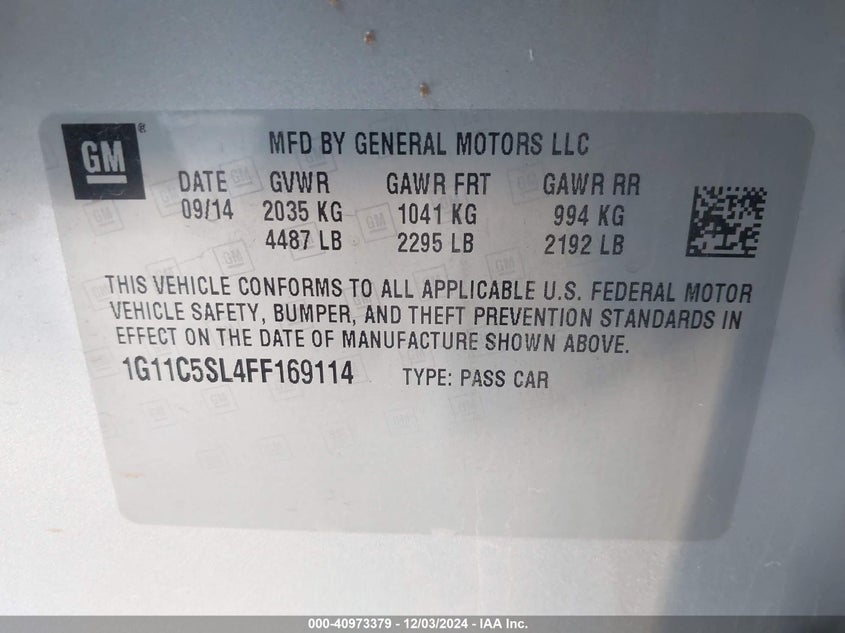 GM®
MFD BY GENERAL MOTORS LLC
DATE GVWR GAWR FRT GAWR RR
09/14 2035 KG 1041 KG 994 KG
4487 LB 2295 LB 2192 LB
THIS VEHICLE CONFORMS TO ALL APPLICABLE U.S. FEDERAL MOTOR
VEHICLE SAFETY, BUMPER, AND THEFT PREVENTION STANDARDS IN
EFFECT ON THE DATE OF MANUFACTURE SHOWN ABOVE.
1G11C5SL4FF169114 TYPE: PASS CAR
000-40973379 - 12/03/2024 - IAA Inc.